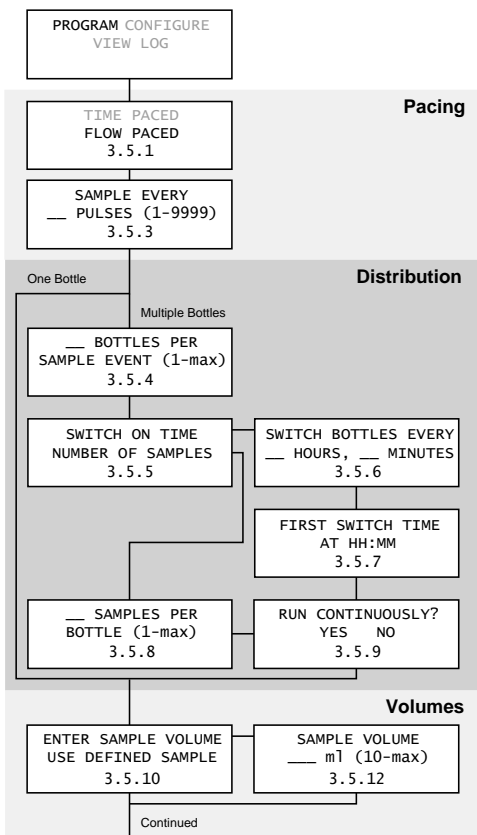 PROGRAM CONFIGURE
VIEW LOG
Pacing
TIME PACED
FLOW PACED
3.5.1
SAMPLE EVERY
__ PULSES (1-9999)
3.5.3
Distribution
One Bottle
Multiple Bottles
__ BOTTLES PER
SAMPLE EVENT (1-max)
3.5.4
SWITCH ON TIME
NUMBER OF SAMPLES
3.5.5
SWITCH BOTTLES EVERY
__ HOURS, __ MINUTES
3.5.6
FIRST SWITCH TIME
AT HH:MM
3.5.7
__ SAMPLES PER
BOTTLE (1-max)
3.5.8
RUN CONTINUOUSLY?
YES NO
3.5.9
Volumes
ENTER SAMPLE VOLUME
USE DEFINED SAMPLE
3.5.10
SAMPLE VOLUME
___ ml (10-max)
3.5.12
Continued